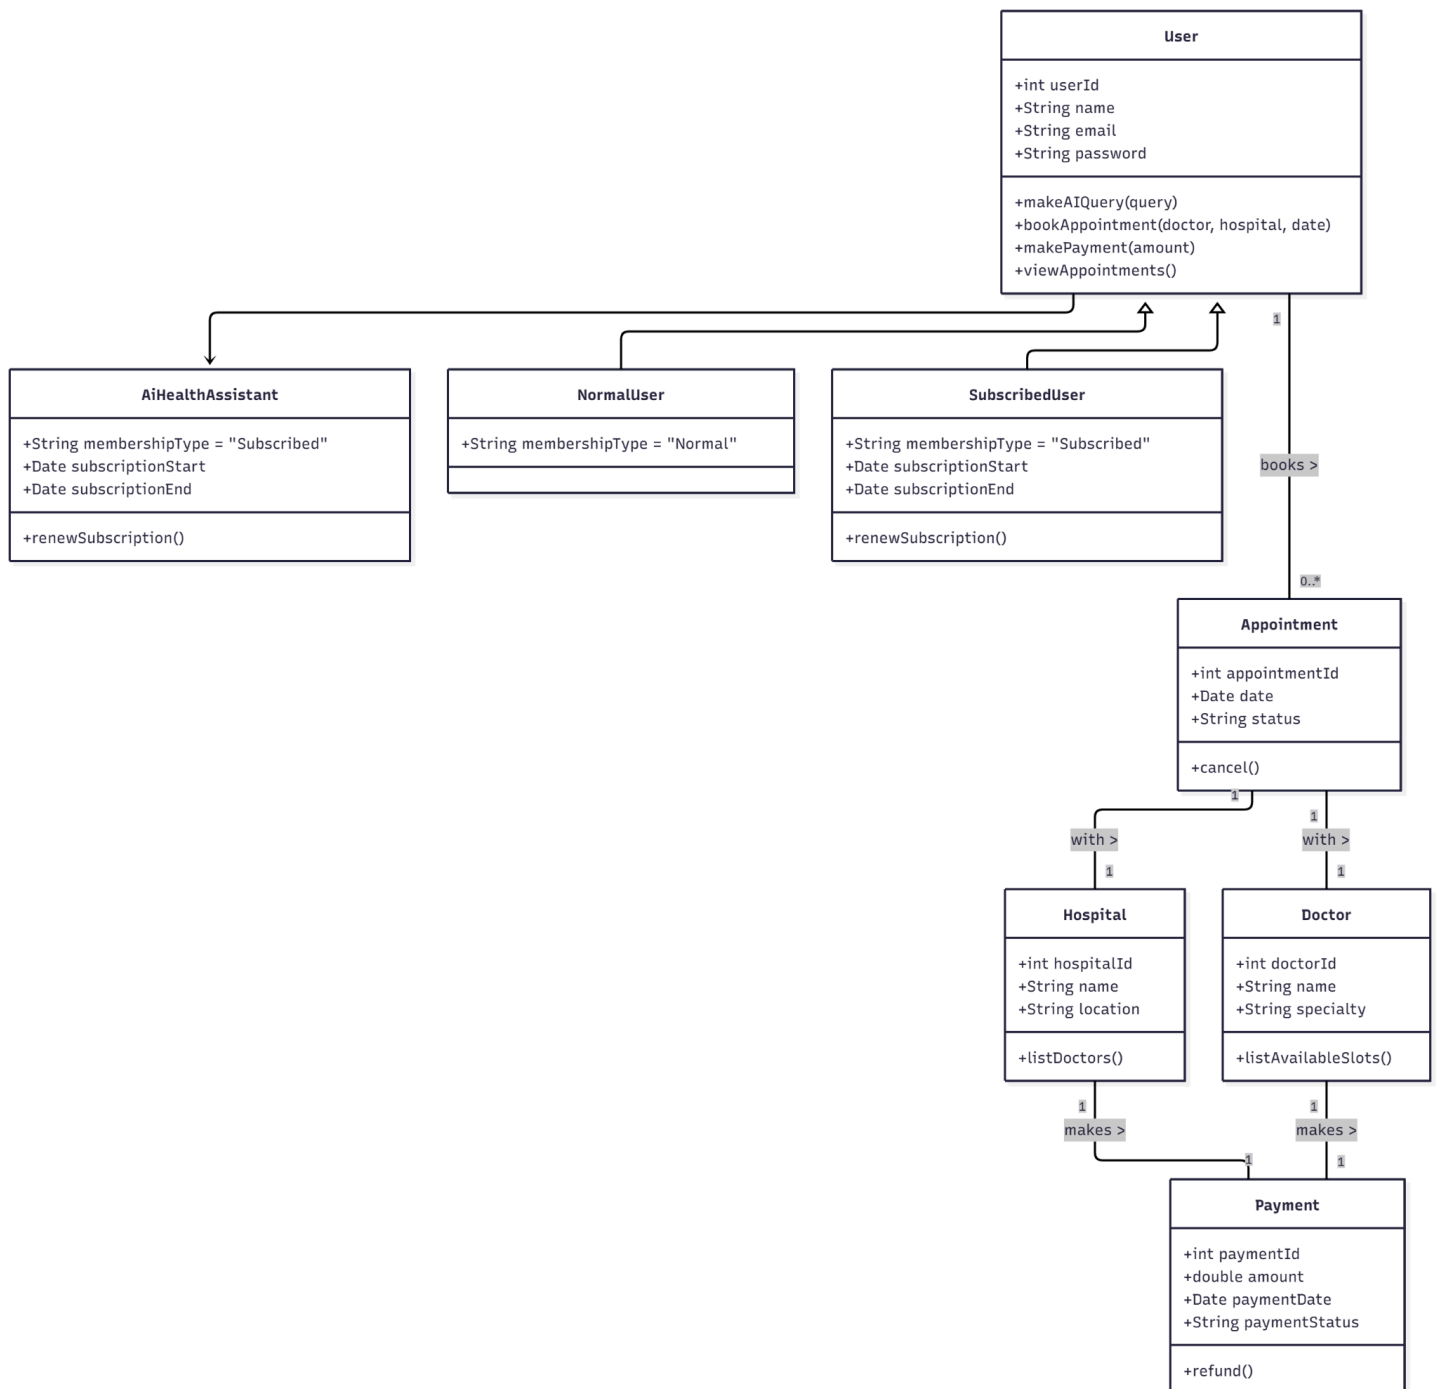 User
+int userId
+String name
+String email
+String password
+makeAIQuery(query)
+bookAppointment(doctor, hospital, date)
+makePayment(amount)
+viewAppointments()
1
AiHealthAssistant
+String membershipType = "Subscribed"
+Date subscriptionStart
+Date subscriptionEnd
+renewSubscription()
NormalUser
+String membershipType = "Normal"
SubscribedUser
+String membershipType = "Subscribed"
+Date subscriptionStart
+Date subscriptionEnd
+renewSubscription()
books >
0..*
Appointment
+int appointmentId
+Date date
+String status
+cancel()
1
with >
1
1
with >
1
Hospital
+int hospitalId
+String name
+String location
+listDoctors()
Doctor
+int doctorId
+String name
+String specialty
+listAvailableSlots()
1
makes >
1
1
makes >
1
Payment
+int paymentId
+double amount
+Date paymentDate
+String paymentStatus
+refund()